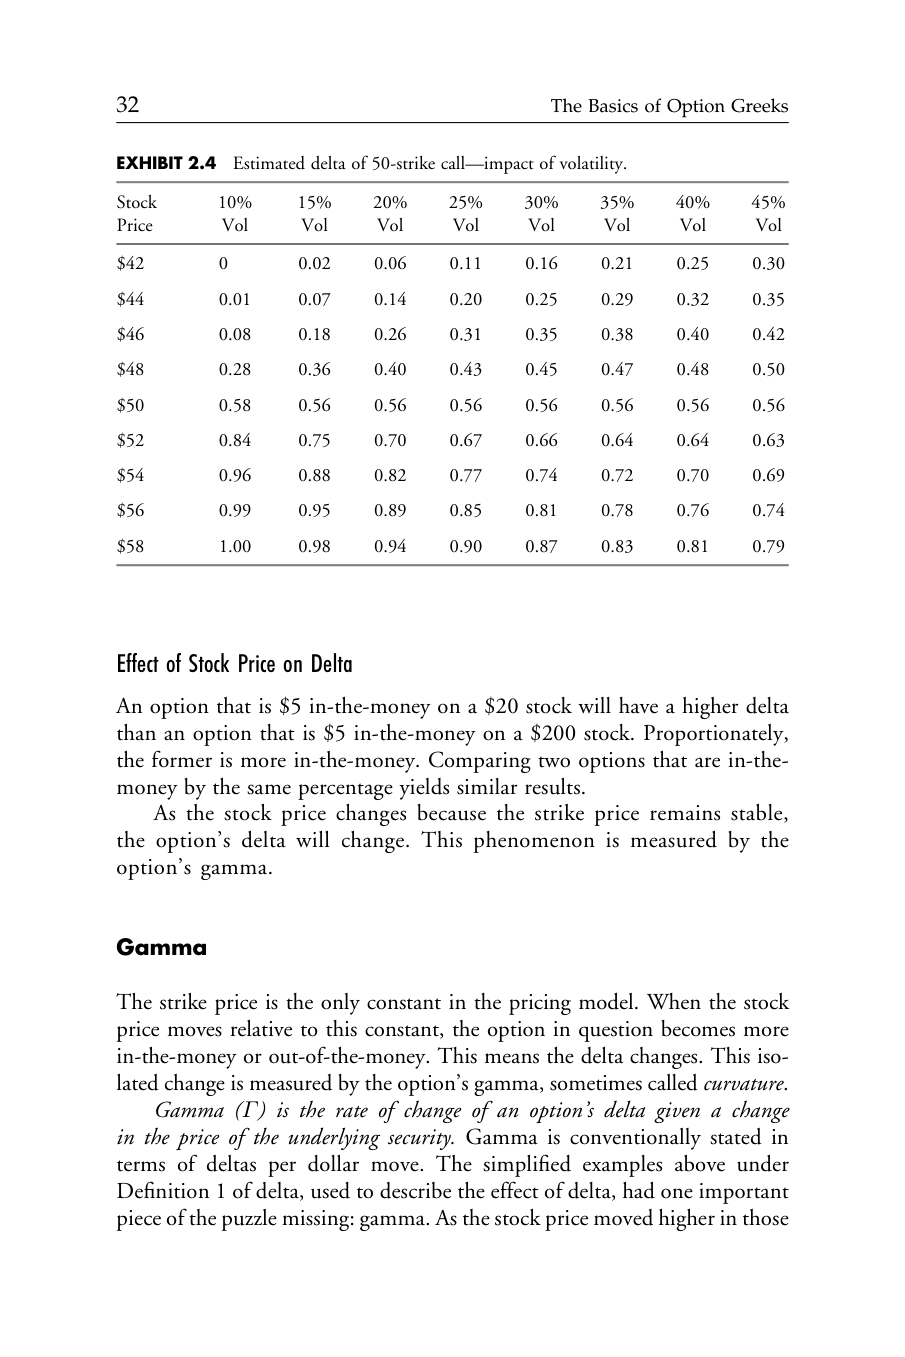 32 The Basics of Option Greeks
EXHIBIT 2.4 Estimated delta of 50-strike call—impact of volatility.
Stock 10% 15% 20% 25% 30% 35% 40% 45%
Price Vol Vol Vol Vol Vol Vol Vol Vol
$42 0 0.02 0.06 0.11 0.16 0.21 0.25 0.30
$44 0.01 0.07 0.14 0.20 0.25 0.29 0.32 0.35
$46 0.08 0.18 0.26 0.31 0.35 0.38 0.40 0.42
$48 0.28 0.36 0.40 0.43 0.45 0.47 0.48 0.50
$50 0.58 0.56 0.56 0.56 0.56 0.56 0.56 0.56
$52 0.84 0.75 0.70 0.67 0.66 0.64 0.64 0.63
$54 0.96 0.88 0.82 0.77 0.74 0.72 0.70 0.69
$56 0.99 0.95 0.89 0.85 0.81 0.78 0.76 0.74
$58 1.00 0.98 0.94 0.90 0.87 0.83 0.81 0.79
Effect of Stock Price on Delta
An option that is $5 in-the-money on a $20 stock will have a higher delta
than an option that is $5 in-the-money on a $200 stock. Proportionately,
the former is more in-the-money. Comparing two options that are in-the-
money by the same percentage yields similar results.
As the stock price changes because the strike price remains stable,
the option’s delta will change. This phenomenon is measured by the
option’s gamma.
Gamma
The strike price is the only constant in the pricing model. When the stock
price moves relative to this constant, the option in question becomes more
in-the-money or out-of-the-money. This means the delta changes. This iso-
lated change is measured by the option’s gamma, sometimes called curvature.
Gamma (Γ) is the rate of change of an option’s delta given a change
in the price of the underlying security. Gamma is conventionally stated in
terms of deltas per dollar move. The simplified examples above under
Definition 1 of delta, used to describe the effect of delta, had one important
piece of the puzzle missing: gamma. As the stock price moved higher in those